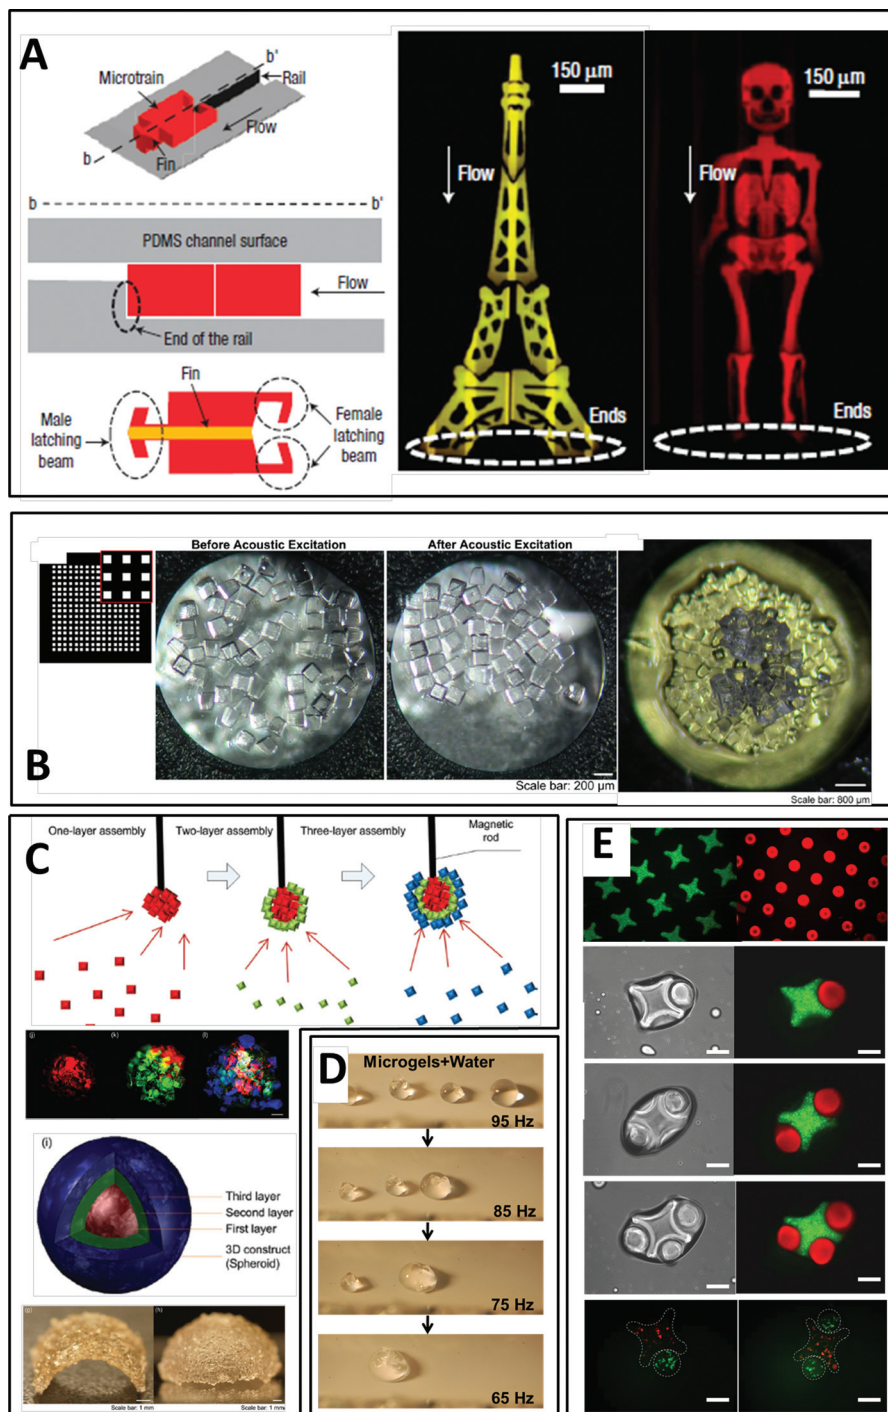 A
Microtrain
b'
Rail
Flow
Fin
b
b
b'
PDMS channel surface
Flow
End of the rail
Fin
Male
latching
beam
Female
latching
beam
150 µm
Flow
Ends
150 µm
Flow
Ends
B
Before Acoustic Excitation
After Acoustic Excitation
Scale bar: 200 µm
Scale bar: 800 µm
C
One-layer assembly
Two-layer assembly
Three-layer assembly
Magnetic
rod
(j)
(k)
(l)
(i)
Third layer
Second layer
First layer
3D construct
(Spheroid)
(g)
(h)
Scale bar: 1 mm
Scale bar: 1 mm
D
Microgels+Water
95 Hz
85 Hz
75 Hz
65 Hz
E